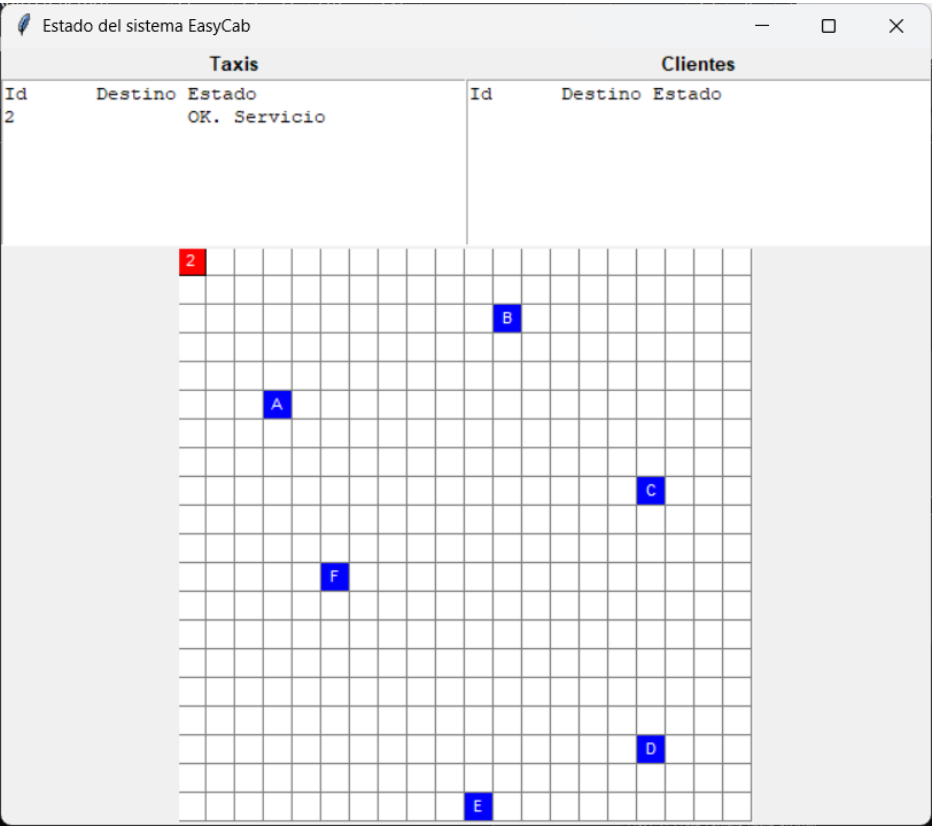 Estado del sistema EasyCab
Taxis Clientes
Id Destino Estado Id Destino Estado
2 OK. Servicio
2
B
A
C
F
D
E